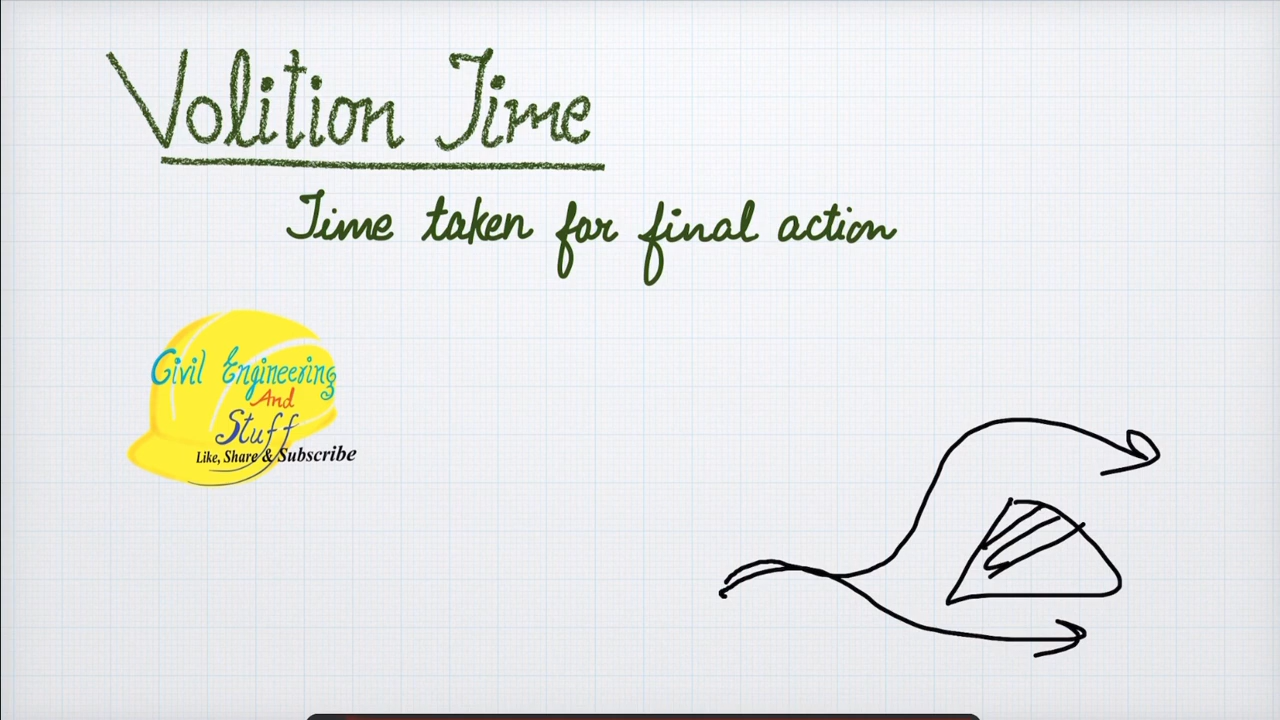 Volition Time
Time taken for final action
Civil Engineering
And
Stuff
Like, Share & Subscribe